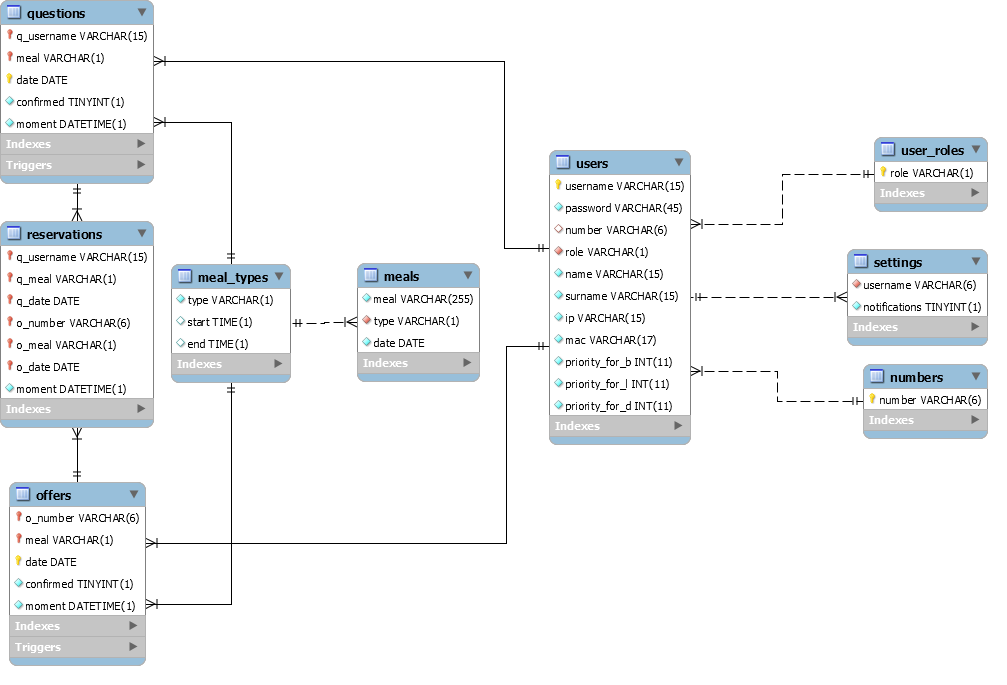 questions
q_username VARCHAR(15)
meal VARCHAR(1)
date DATE
confirmed TINYINT(1)
moment DATETIME(1)
Indexes
Triggers
reservations
q_username VARCHAR(15)
q_meal VARCHAR(1)
q_date DATE
o_number VARCHAR(6)
o_meal VARCHAR(1)
o_date DATE
moment DATETIME(1)
Indexes
offers
o_number VARCHAR(6)
meal VARCHAR(1)
date DATE
confirmed TINYINT(1)
moment DATETIME(1)
Indexes
Triggers
meal_types
type VARCHAR(1)
start TIME(1)
end TIME(1)
Indexes
meals
meal VARCHAR(255)
type VARCHAR(1)
date DATE
Indexes
users
username VARCHAR(15)
password VARCHAR(45)
number VARCHAR(6)
role VARCHAR(1)
name VARCHAR(15)
surname VARCHAR(15)
ip VARCHAR(15)
mac VARCHAR(17)
priority_for_b INT(11)
priority_for_l INT(11)
priority_for_d INT(11)
Indexes
user_roles
role VARCHAR(1)
Indexes
settings
username VARCHAR(6)
notifications TINYINT(1)
Indexes
numbers
number VARCHAR(6)
Indexes